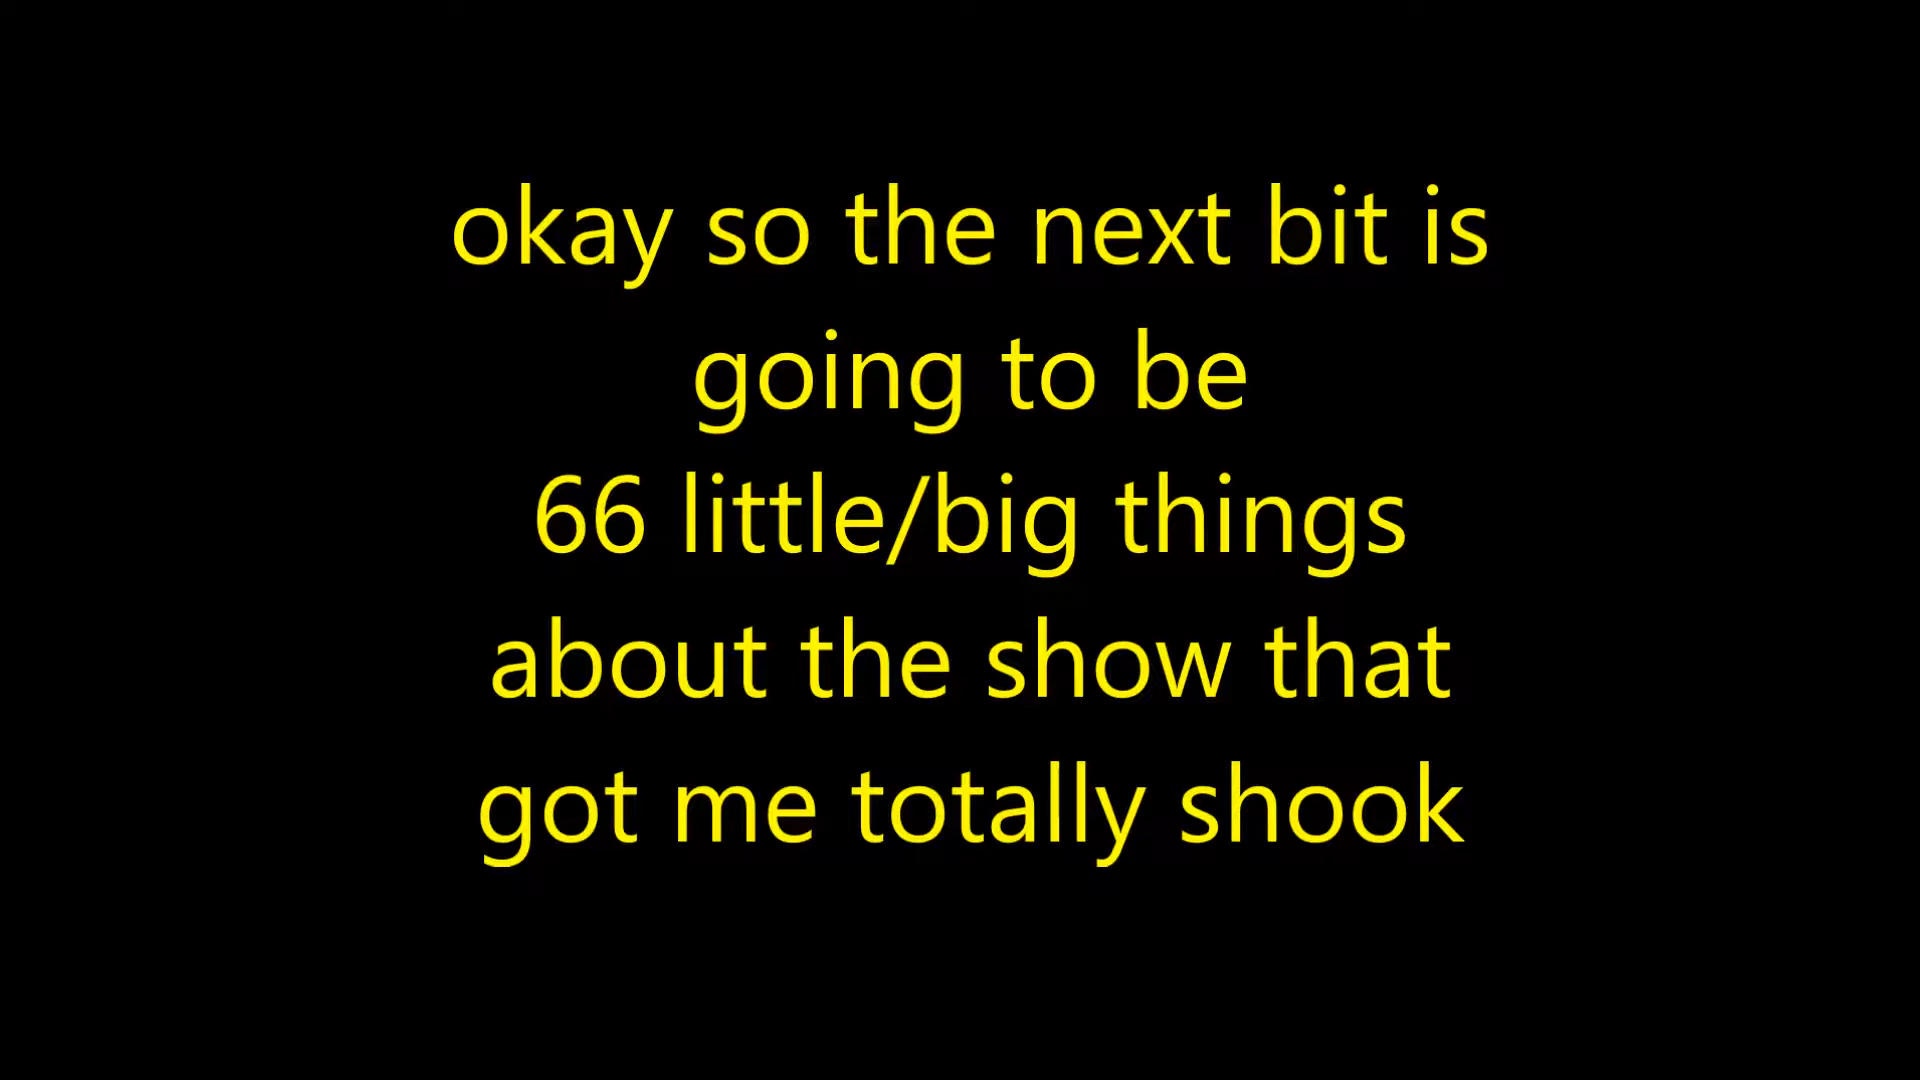 okay so the next bit is
going to be
66 little/big things
about the show that
got me totally shook